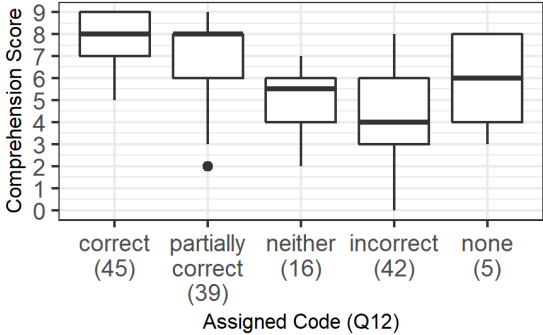 Comprehension Score
9
8
7
6
5
4
3
2
1
0
correct
(45)
partially
correct
(39)
neither
(16)
incorrect
(42)
none
(5)
Assigned Code (Q12)